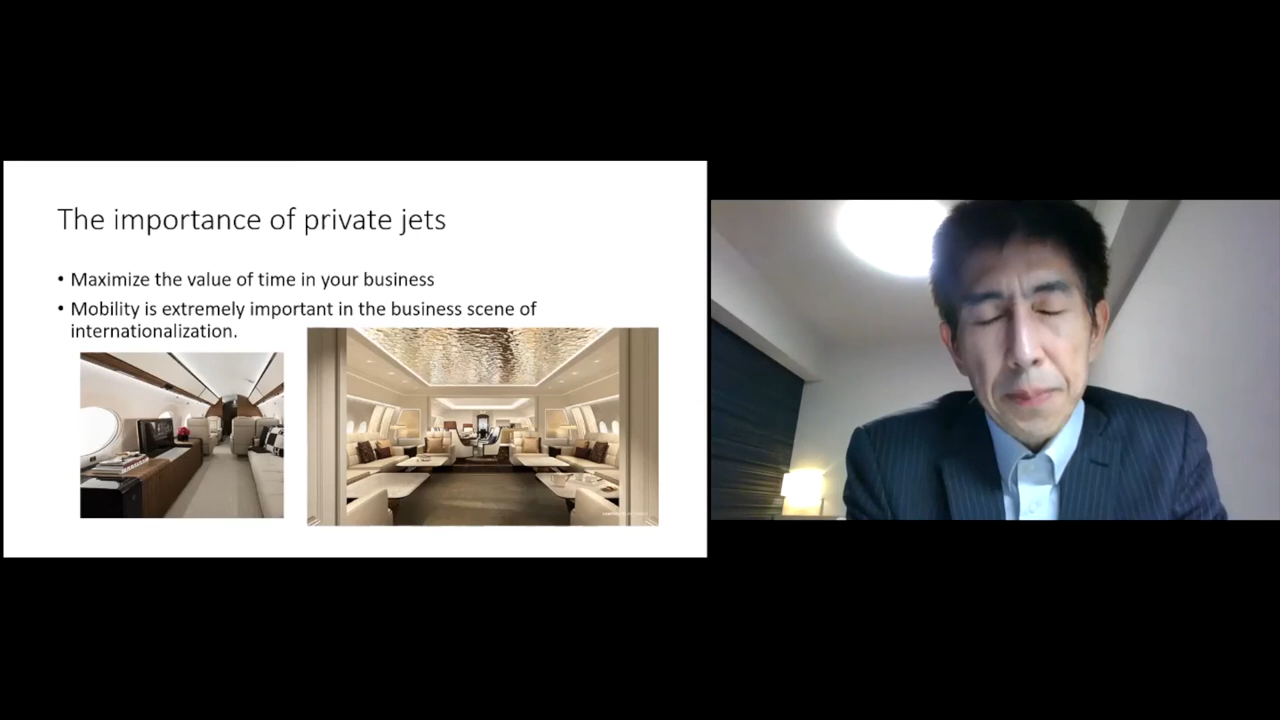 The importance of private jets
• Maximize the value of time in your business
• Mobility is extremely important in the business scene of
internationalization.